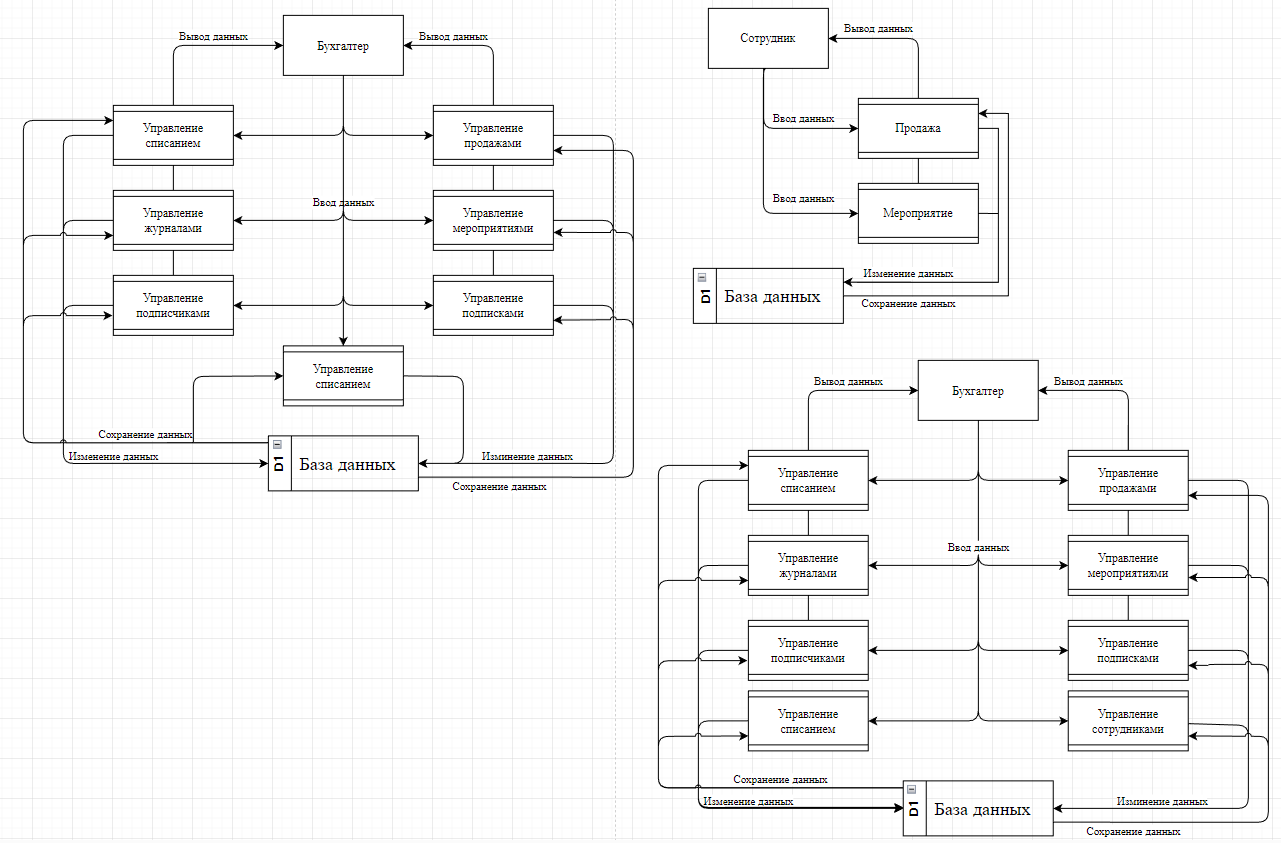 Вывод данных
Бухгалтер
Вывод данных
Управление
списанием
Управление
продажами
Управление
журналами
Ввод данных
Управление
мероприятиями
Управление
подписчиками
Управление
подписками
Управление
списанием
Сохранение данных
Изменение данных
D1
База данных
Изминение данных
Сохранение данных
Сотрудник
Вывод данных
Ввод данных
Продажа
Ввод данных
Мероприятие
D1
База данных
Изменение данных
Сохранение данных
Вывод данных
Бухгалтер
Вывод данных
Управление
списанием
Управление
продажами
Управление
журналами
Ввод данных
Управление
мероприятиями
Управление
подписчиками
Управление
подписками
Управление
списанием
Управление
сотрудниками
Сохранение данных
Изменение данных
D1
База данных
Изминение данных
Сохранение данных